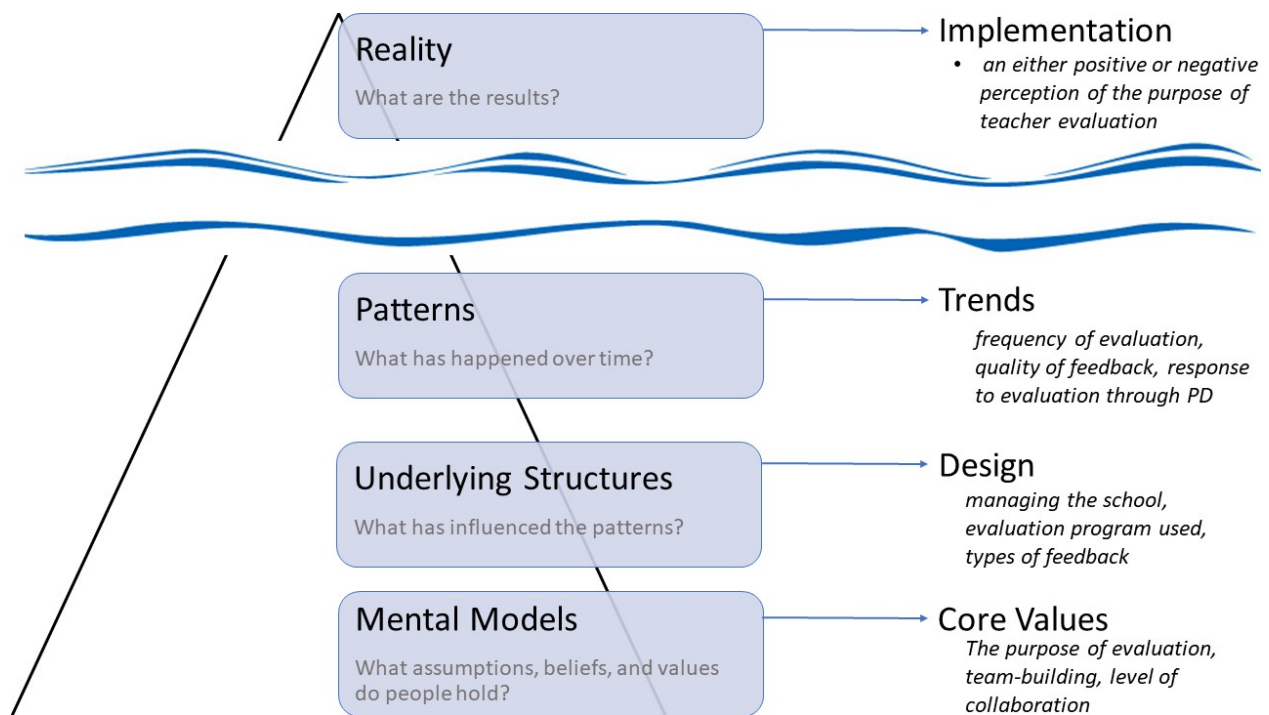 Reality
What are the results?
Implementation
• an either positive or negative
perception of the purpose of
teacher evaluation
Patterns
What has happened over time?
Trends
frequency of evaluation,
quality of feedback, response
to evaluation through PD
Underlying Structures
What has influenced the patterns?
Design
managing the school,
evaluation program used,
types of feedback
Mental Models
What assumptions, beliefs, and values
do people hold?
Core Values
The purpose of evaluation,
team-building, level of
collaboration